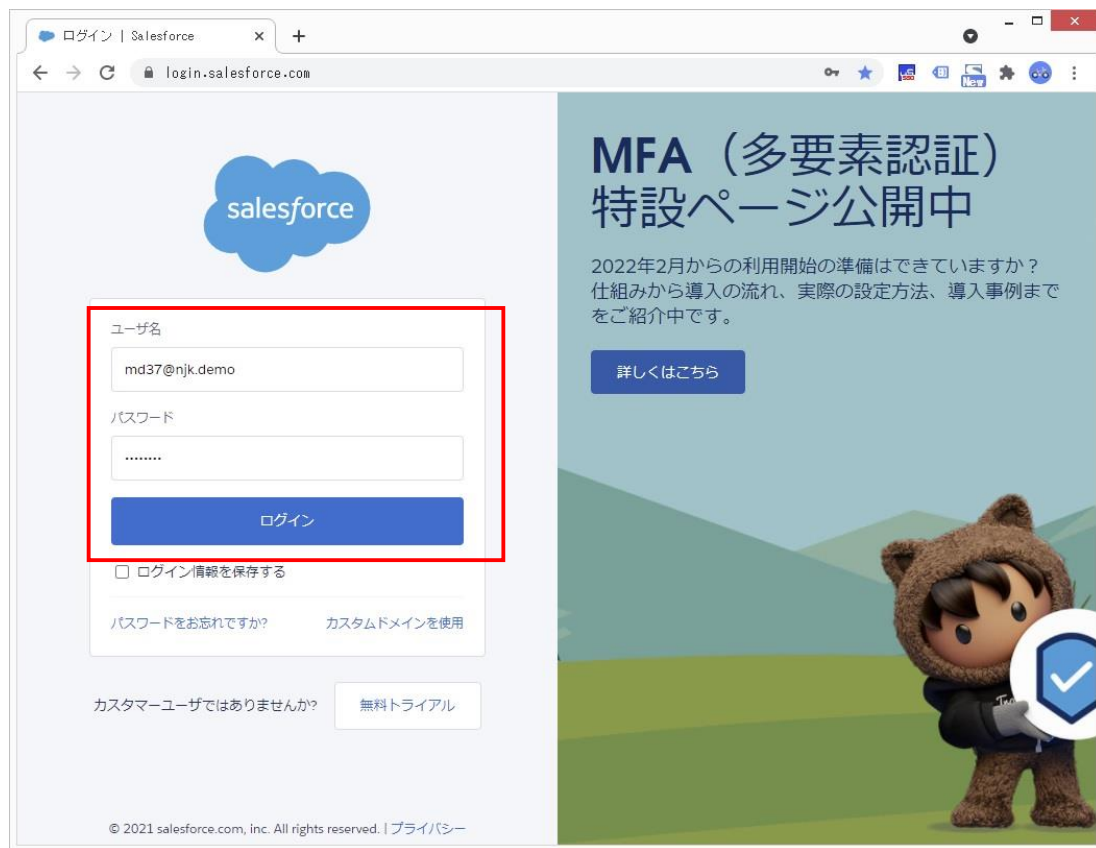 ログイン | Salesforce
login.salesforce.com
New
salesforce
ユーザ名
md37@njk.demo
パスワード
........
ログイン
ログイン情報を保存する
パスワードをお忘れですか?
カスタムドメインを使用
カスタマーユーザではありませんか?
無料トライアル
© 2021 salesforce.com, inc. All rights reserved. | プライバシー
MFA（多要素認証）
特設ページ公開中
2022年2月からの利用開始の準備はできていますか？
仕組みから導入の流れ、実際の設定方法、導入事例まで
をご紹介中です。
詳しくはこちら